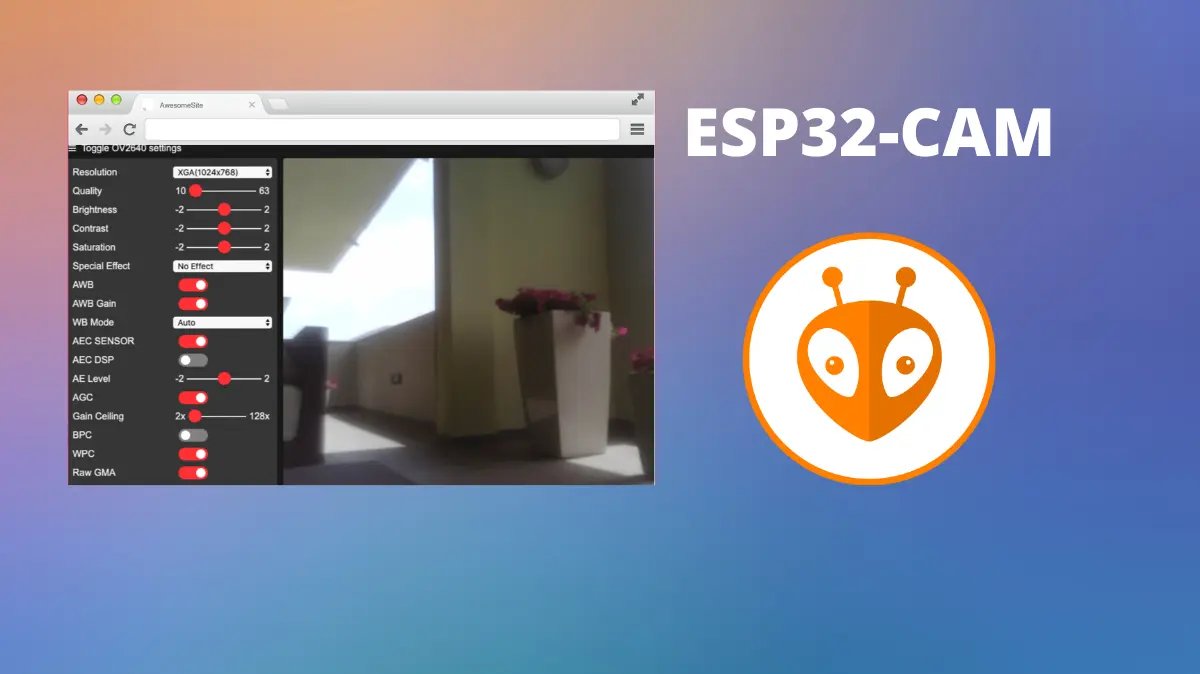 AwesomeSite
Toggle OV2640 settings
Resolution XGA(1024x768)
Quality 10 63
Brightness -2 2
Contrast -2 2
Saturation -2 2
Special Effect No Effect
AWB
AWB Gain
WB Mode Auto
AEC SENSOR
AEC DSP
AE Level -2 2
AGC
Gain Ceiling 2x 128x
BPC
WPC
Raw GMA
ESP32-CAM